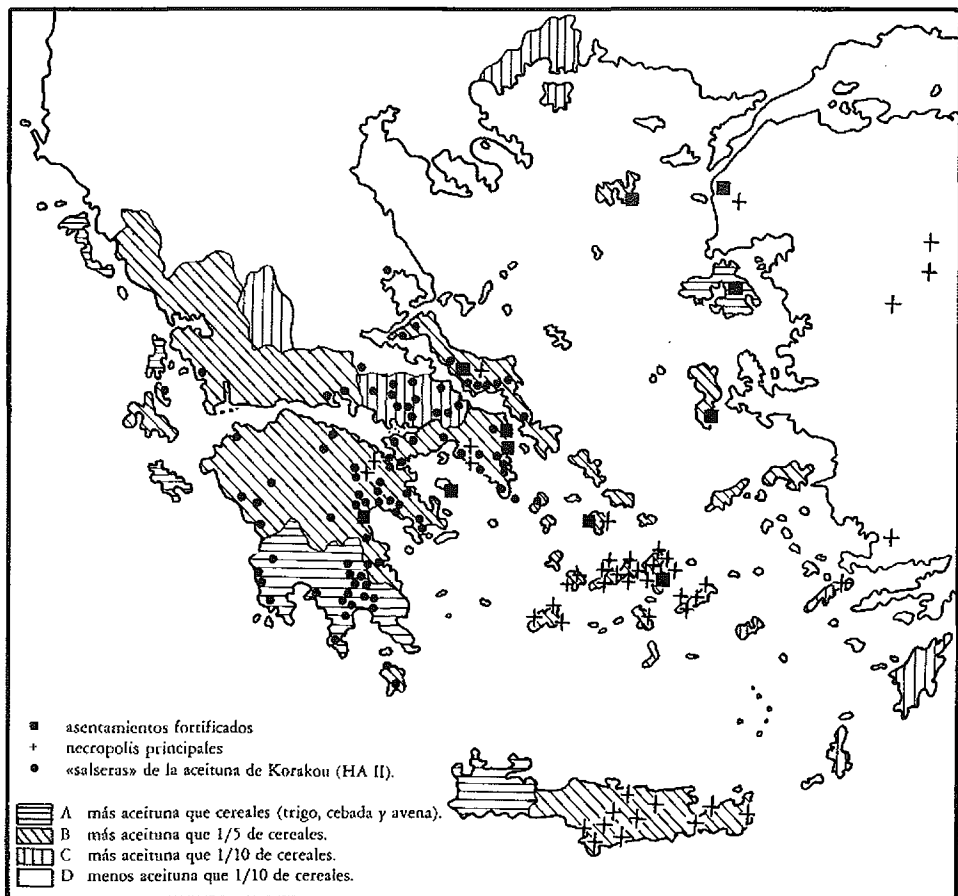 asentamientos fortificados
necropolis principales
«salseras» de la aceituna de Korakou (HA II).
A más aceituna que cereales (trigo, cebada y avena).
B más aceituna que 1/5 de cereales.
C más aceituna que 1/10 de cereales.
D menos aceituna que 1/10 de cereales.